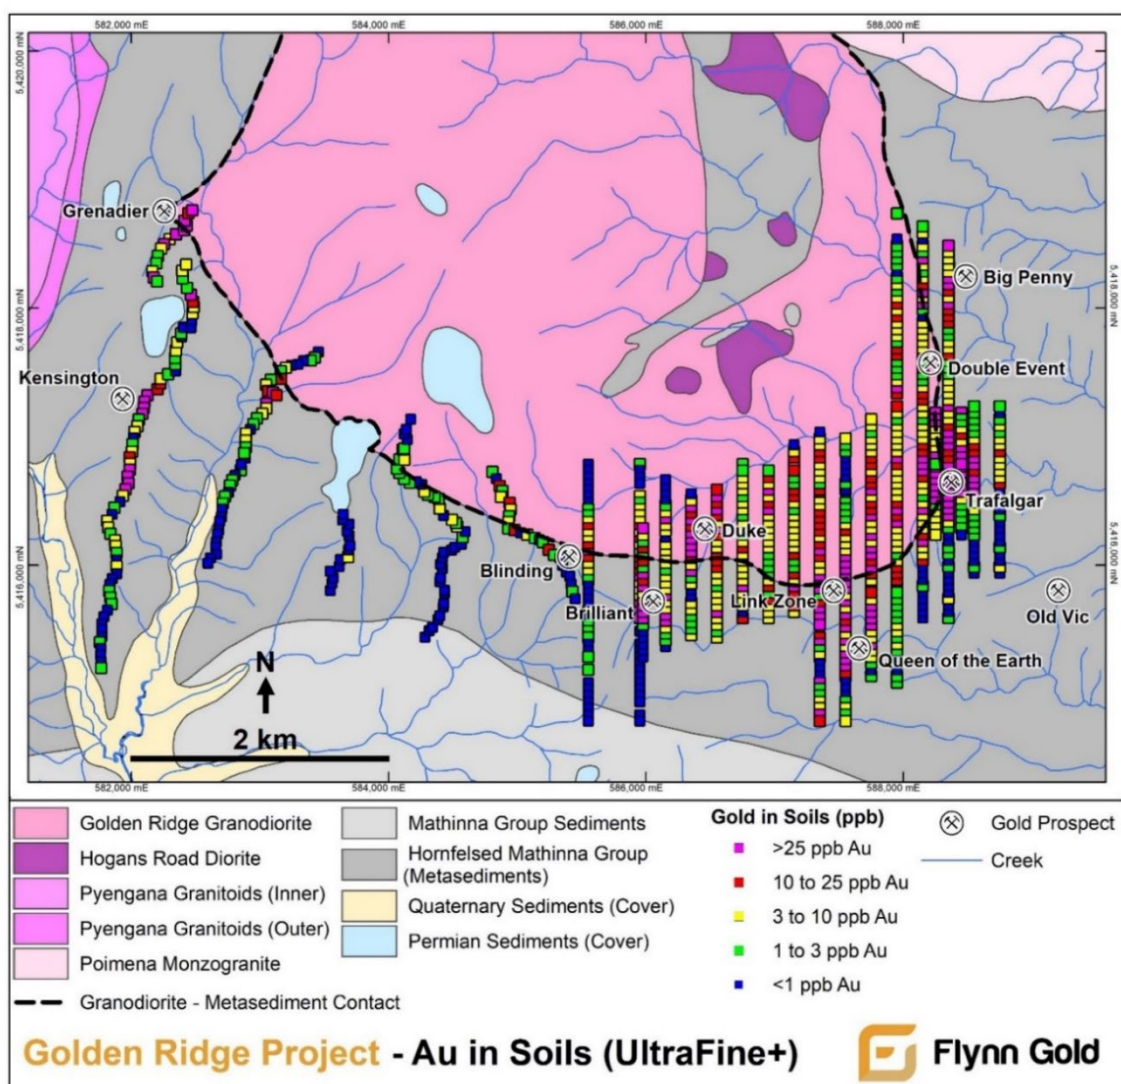 582,000 mE
584,000 mE
586,000 mE
588,000 mE
5,420,000 mN
5,420,000 mN
Grenadier
Big Penny
5,418,000 mN
5,418,000 mN
Double Event
Kensington
Trafalgar
Duke
5,416,000 mN
5,416,000 mN
Blinding
Brilliant
Link Zone
Old Vic
Queen of the Earth
N
2 km
582,000 mE
584,000 mE
586,000 mE
588,000 mE
Golden Ridge Granodiorite
Hogans Road Diorite
Pyengana Granitoids (Inner)
Pyengana Granitoids (Outer)
Poimena Monzogranite
Granodiorite - Metasediment Contact
Mathinna Group Sediments
Hornfelsed Mathinna Group
(Metasediments)
Quaternary Sediments (Cover)
Permian Sediments (Cover)
Gold in Soils (ppb)
>25 ppb Au
10 to 25 ppb Au
3 to 10 ppb Au
1 to 3 ppb Au
<1 ppb Au
Gold Prospect
Creek
Golden Ridge Project - Au in Soils (UltraFine+)
Flynn Gold